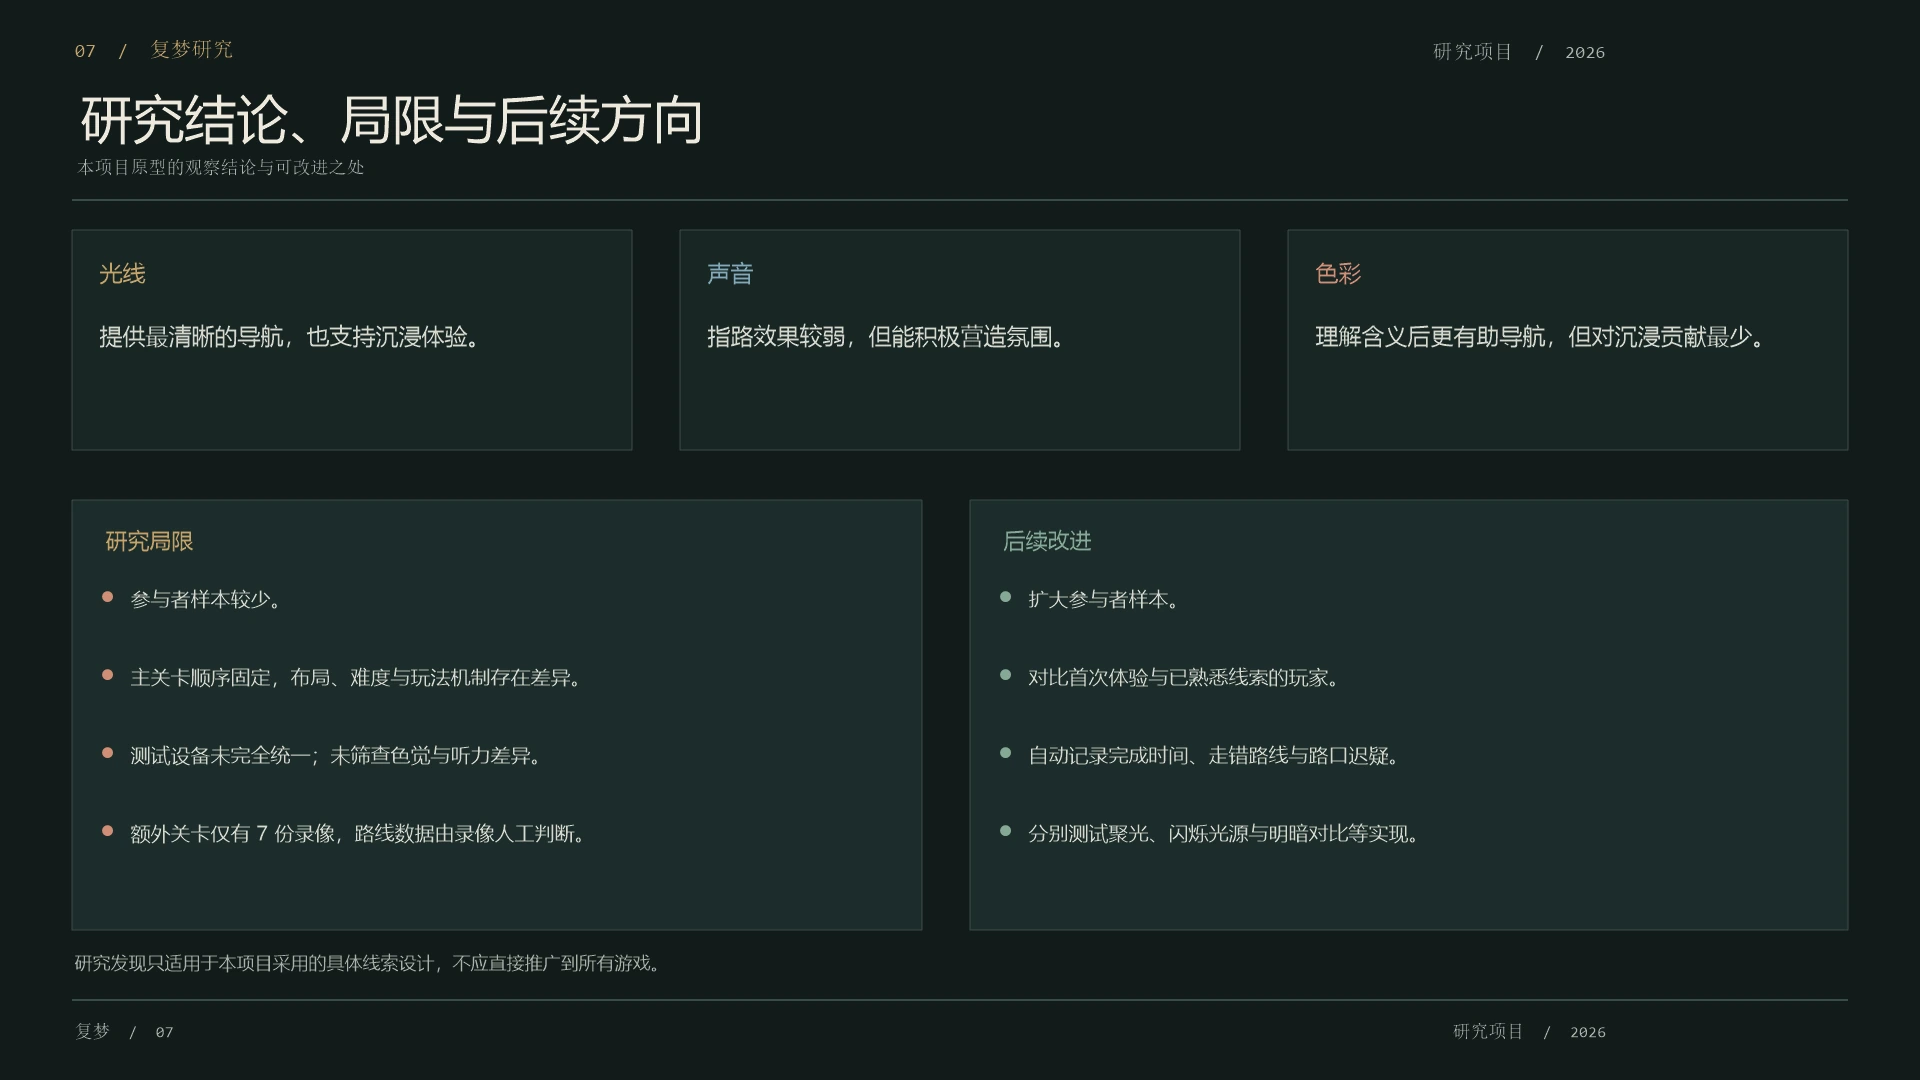 07 / 复梦研究
研究项目 / 2026
研究结论、局限与后续方向
本项目原型的观察结论与可改进之处
光线
提供最清晰的导航，也支持沉浸体验。
声音
指路效果较弱，但能积极营造氛围。
色彩
理解含义后更有助导航，但对沉浸贡献最少。
研究局限
参与者样本较少。
主关卡顺序固定，布局、难度与玩法机制存在差异。
测试设备未完全统一；未筛查色觉与听力差异。
额外关卡仅有 7 份录像，路线数据由录像人工判断。
后续改进
扩大参与者样本。
对比首次体验与已熟悉线索的玩家。
自动记录完成时间、走错路线与路口迟疑。
分别测试聚光、闪烁光源与明暗对比等实现。
研究发现只适用于本项目采用的具体线索设计，不应直接推广到所有游戏。
复梦 / 07
研究项目 / 2026